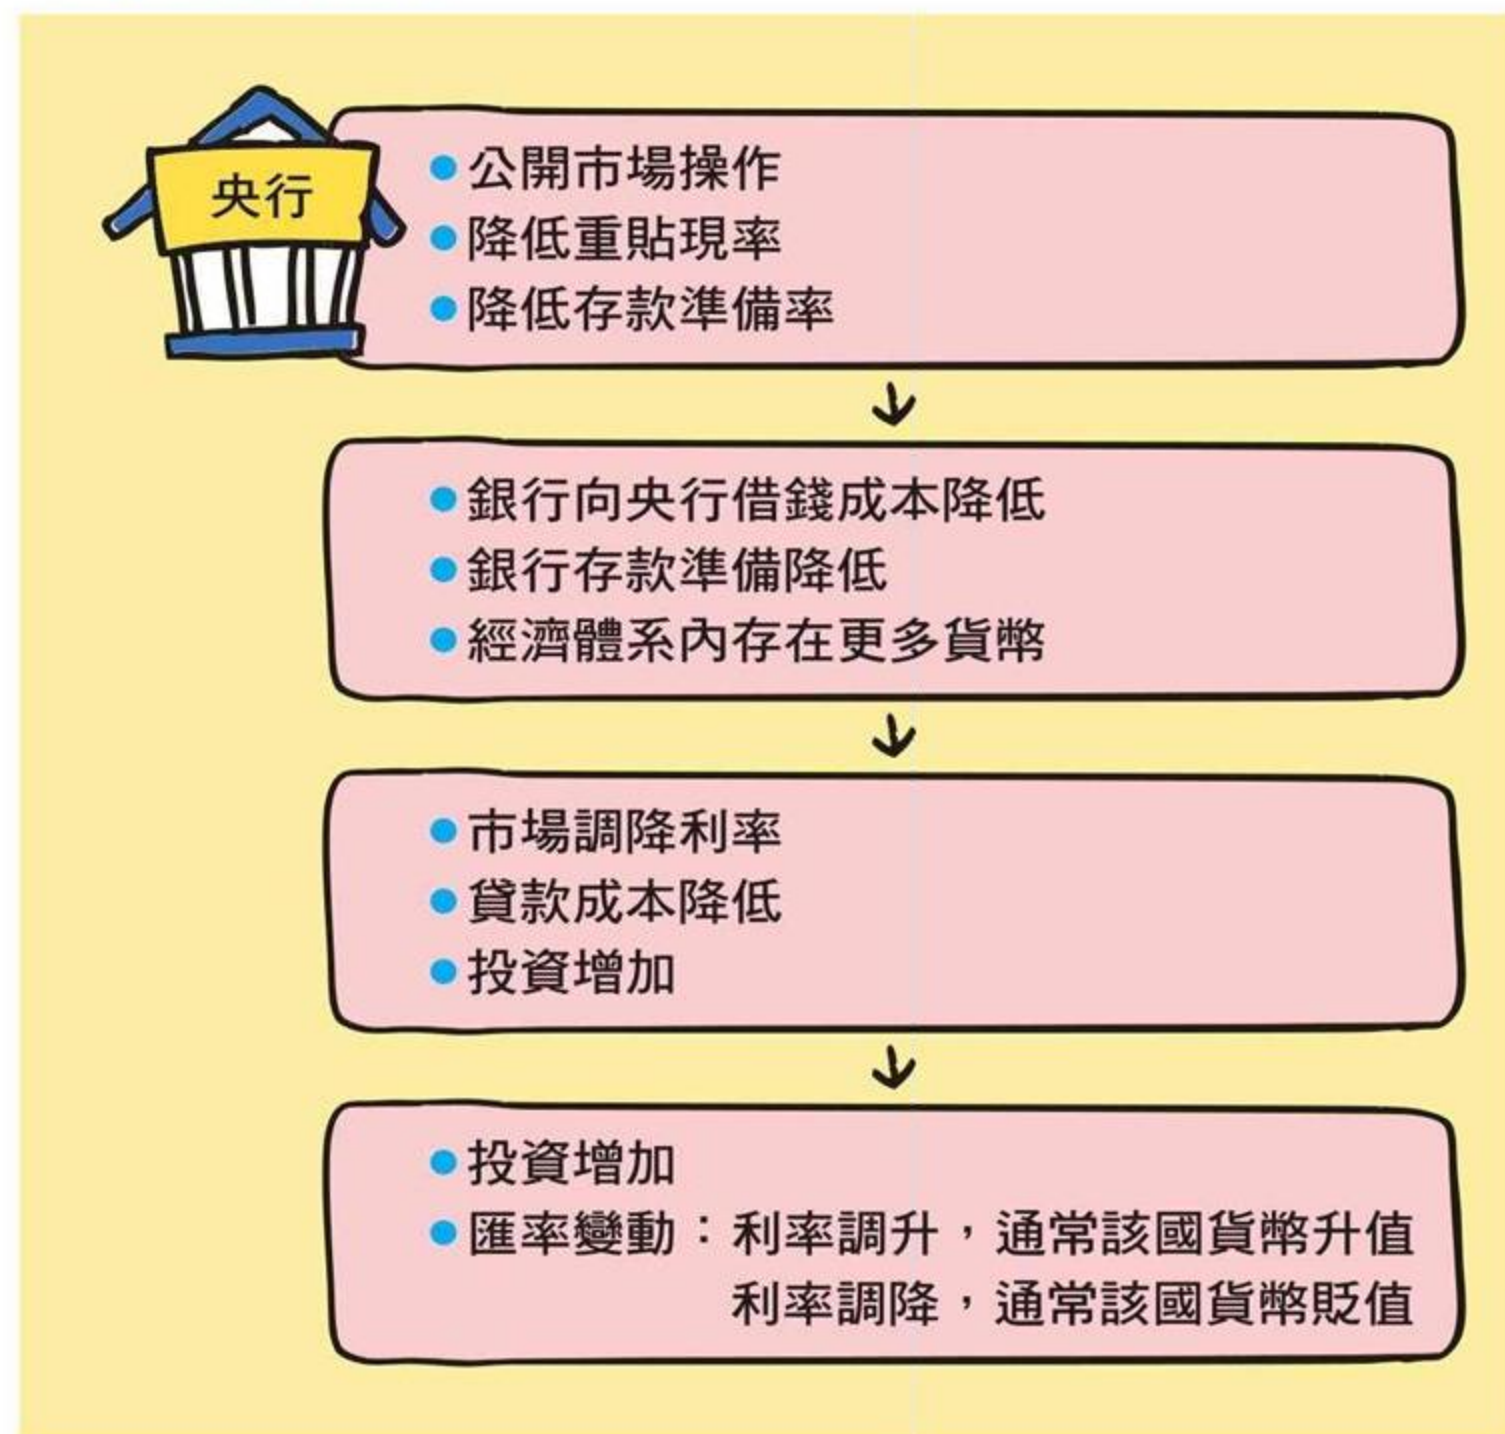 央行
●公開市場操作
●降低重貼現率
●降低存款準備率
●銀行向央行借錢成本降低
●銀行存款準備降低
●經濟體系內存在更多貨幣
●市場調降利率
●貸款成本降低
●投資增加
●投資增加
●匯率變動：利率調升，通常該國貨幣升值
利率調降，通常該國貨幣貶值